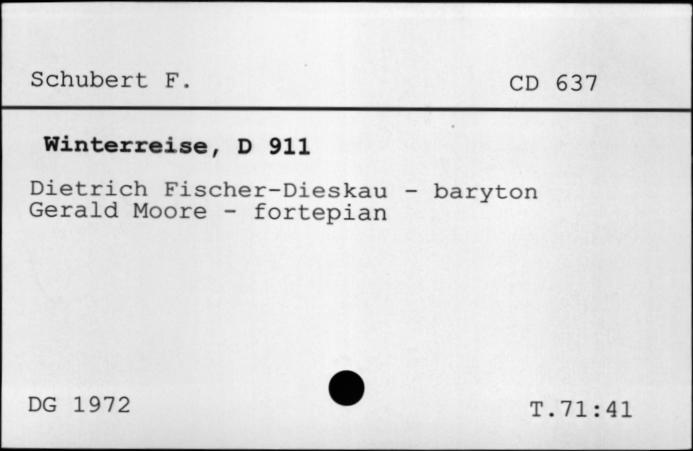 Schubert F. CD 637
Winterreise, D 911
Dietrich Fischer-Dieskau - baryton
Gerald Moore - fortepian
DG 1972 T.71:41